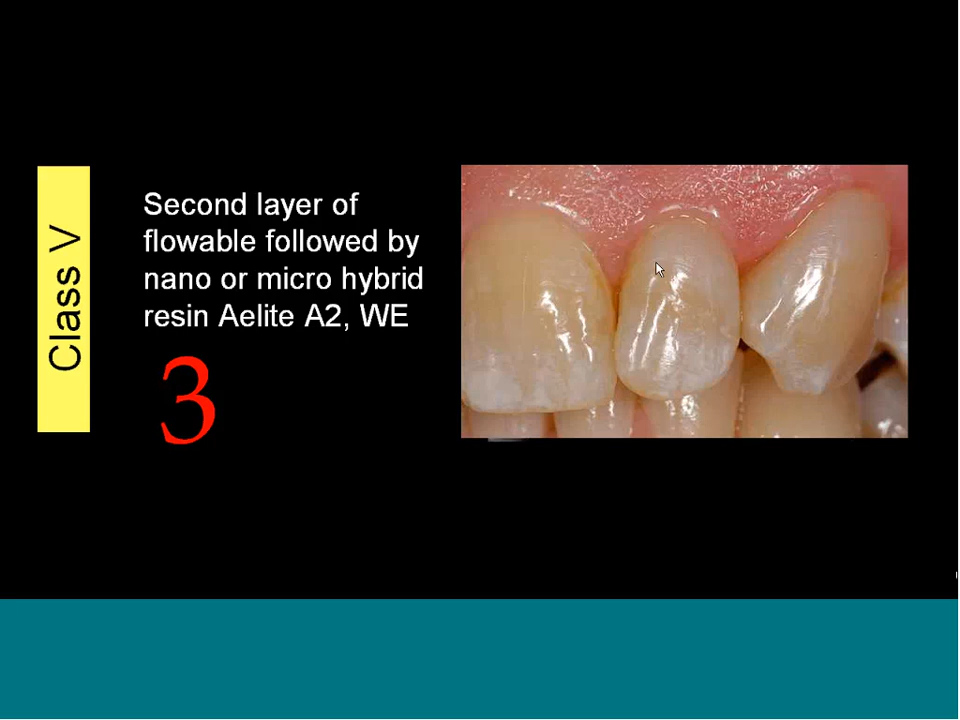 Class V
Second layer of
flowable followed by
nano or micro hybrid
resin Aelite A2, WE
3